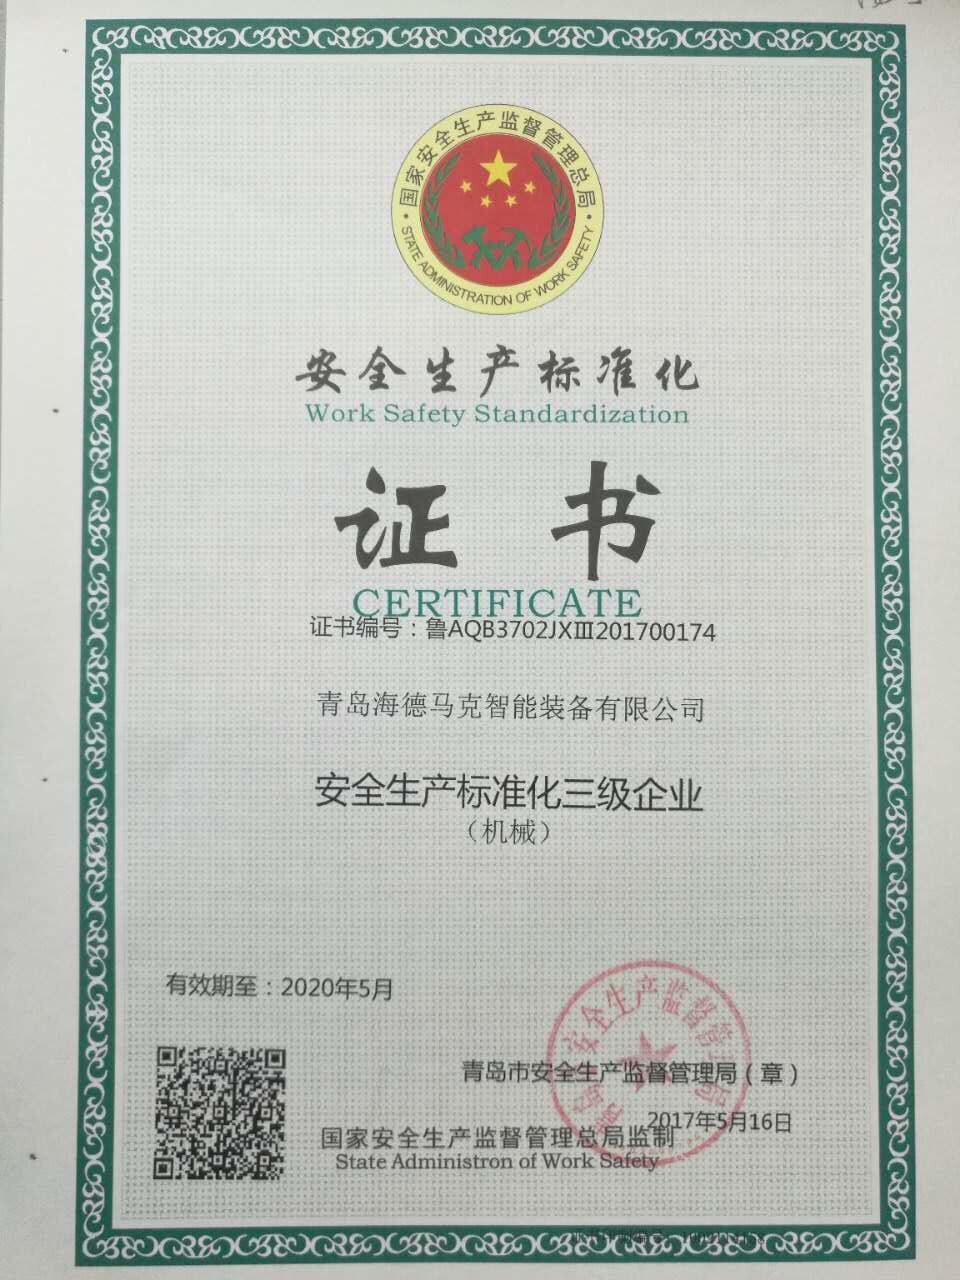 国家安全生产监督管理总局
STATE ADMINISTRATION OF WORK SAFETY
安全生产标准化
Work Safety Standardization
证书
CERTIFICATE
证书编号：鲁AQB3702JXⅢ201700174
青岛海德马克智能装备有限公司
安全生产标准化三级企业
（机械）
有效期至：2020年5月
青岛市安全生产监督管理局（章）
2017年5月16日
国家安全生产监督管理总局监制
State Administron of Work Safety